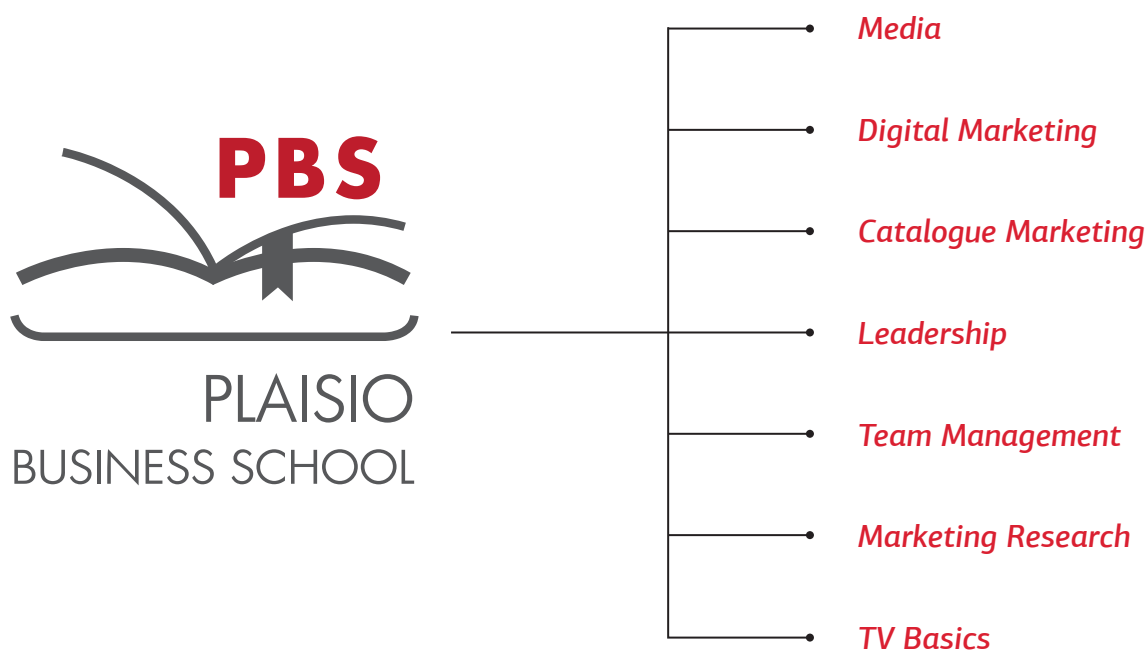 PBS
PLAISIO
BUSINESS SCHOOL
Media
Digital Marketing
Catalogue Marketing
Leadership
Team Management
Marketing Research
TV Basics